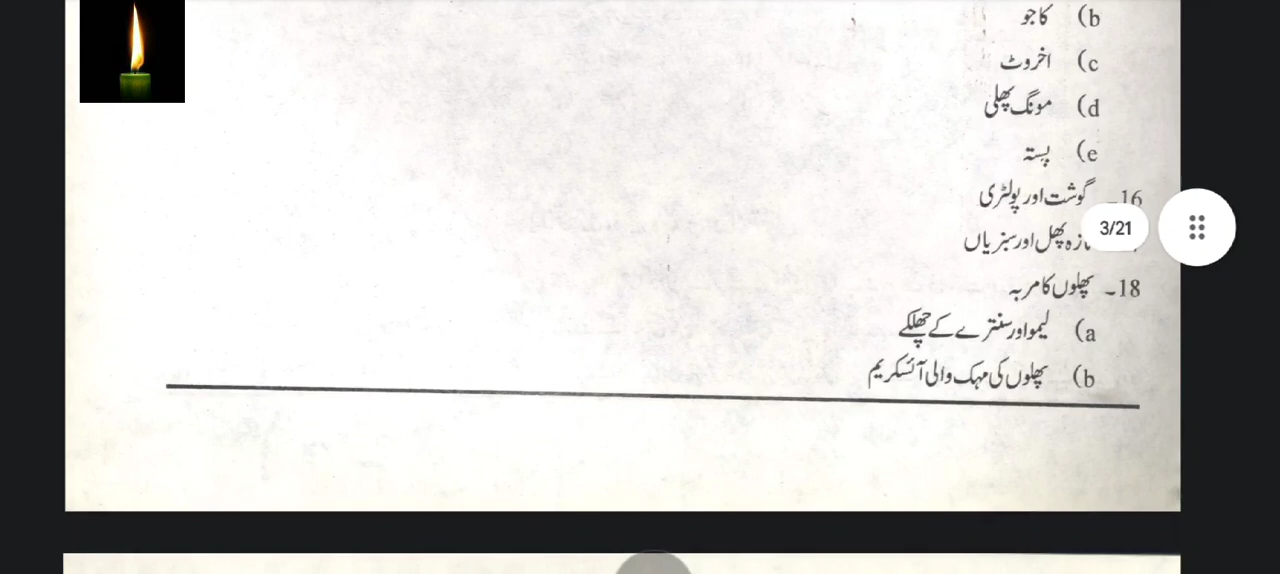 b) کاجو
c) اخروٹ
d) مونگ پھلی
e) پستہ
16۔ گوشت اور پولٹری
3/21
پھل اور سبزیاں
18۔ پھلوں کا مربہ
a) لیمو اور سنترے کے چھلکے
b) پھلوں کی مہک والی آئسکریم